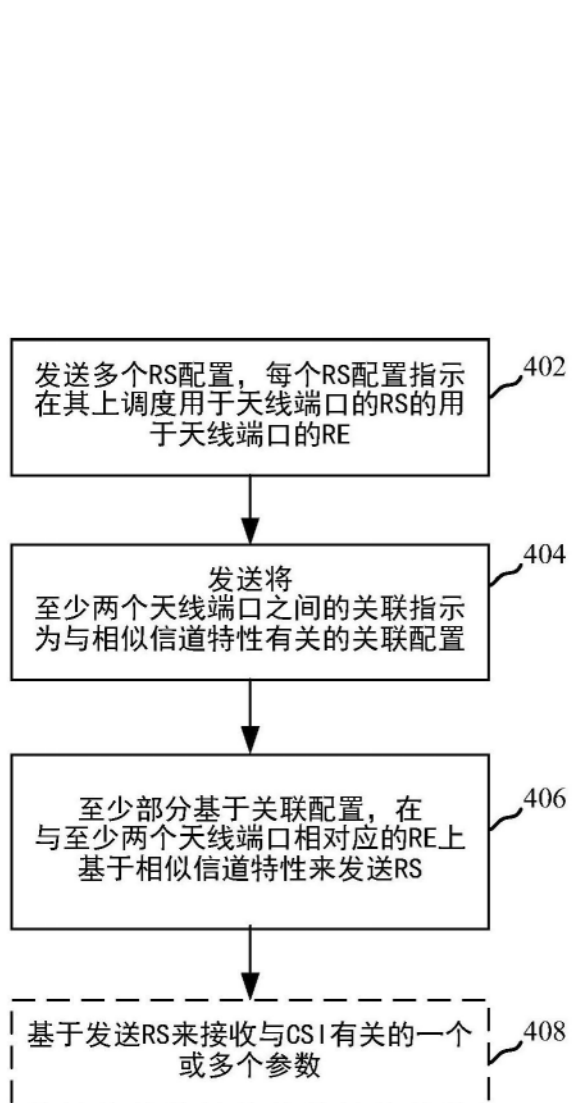 发送多个RS配置，每个RS配置指示
在其上调度用于天线端口的RS的用
于天线端口的RE
402
发送将
至少两个天线端口之间的关联指示
为与相似信道特性有关的关联配置
404
至少部分基于关联配置，在
与至少两个天线端口相对应的RE上
基于相似信道特性来发送RS
406
基于发送RS来接收与CSI有关的一个
或多个参数
408